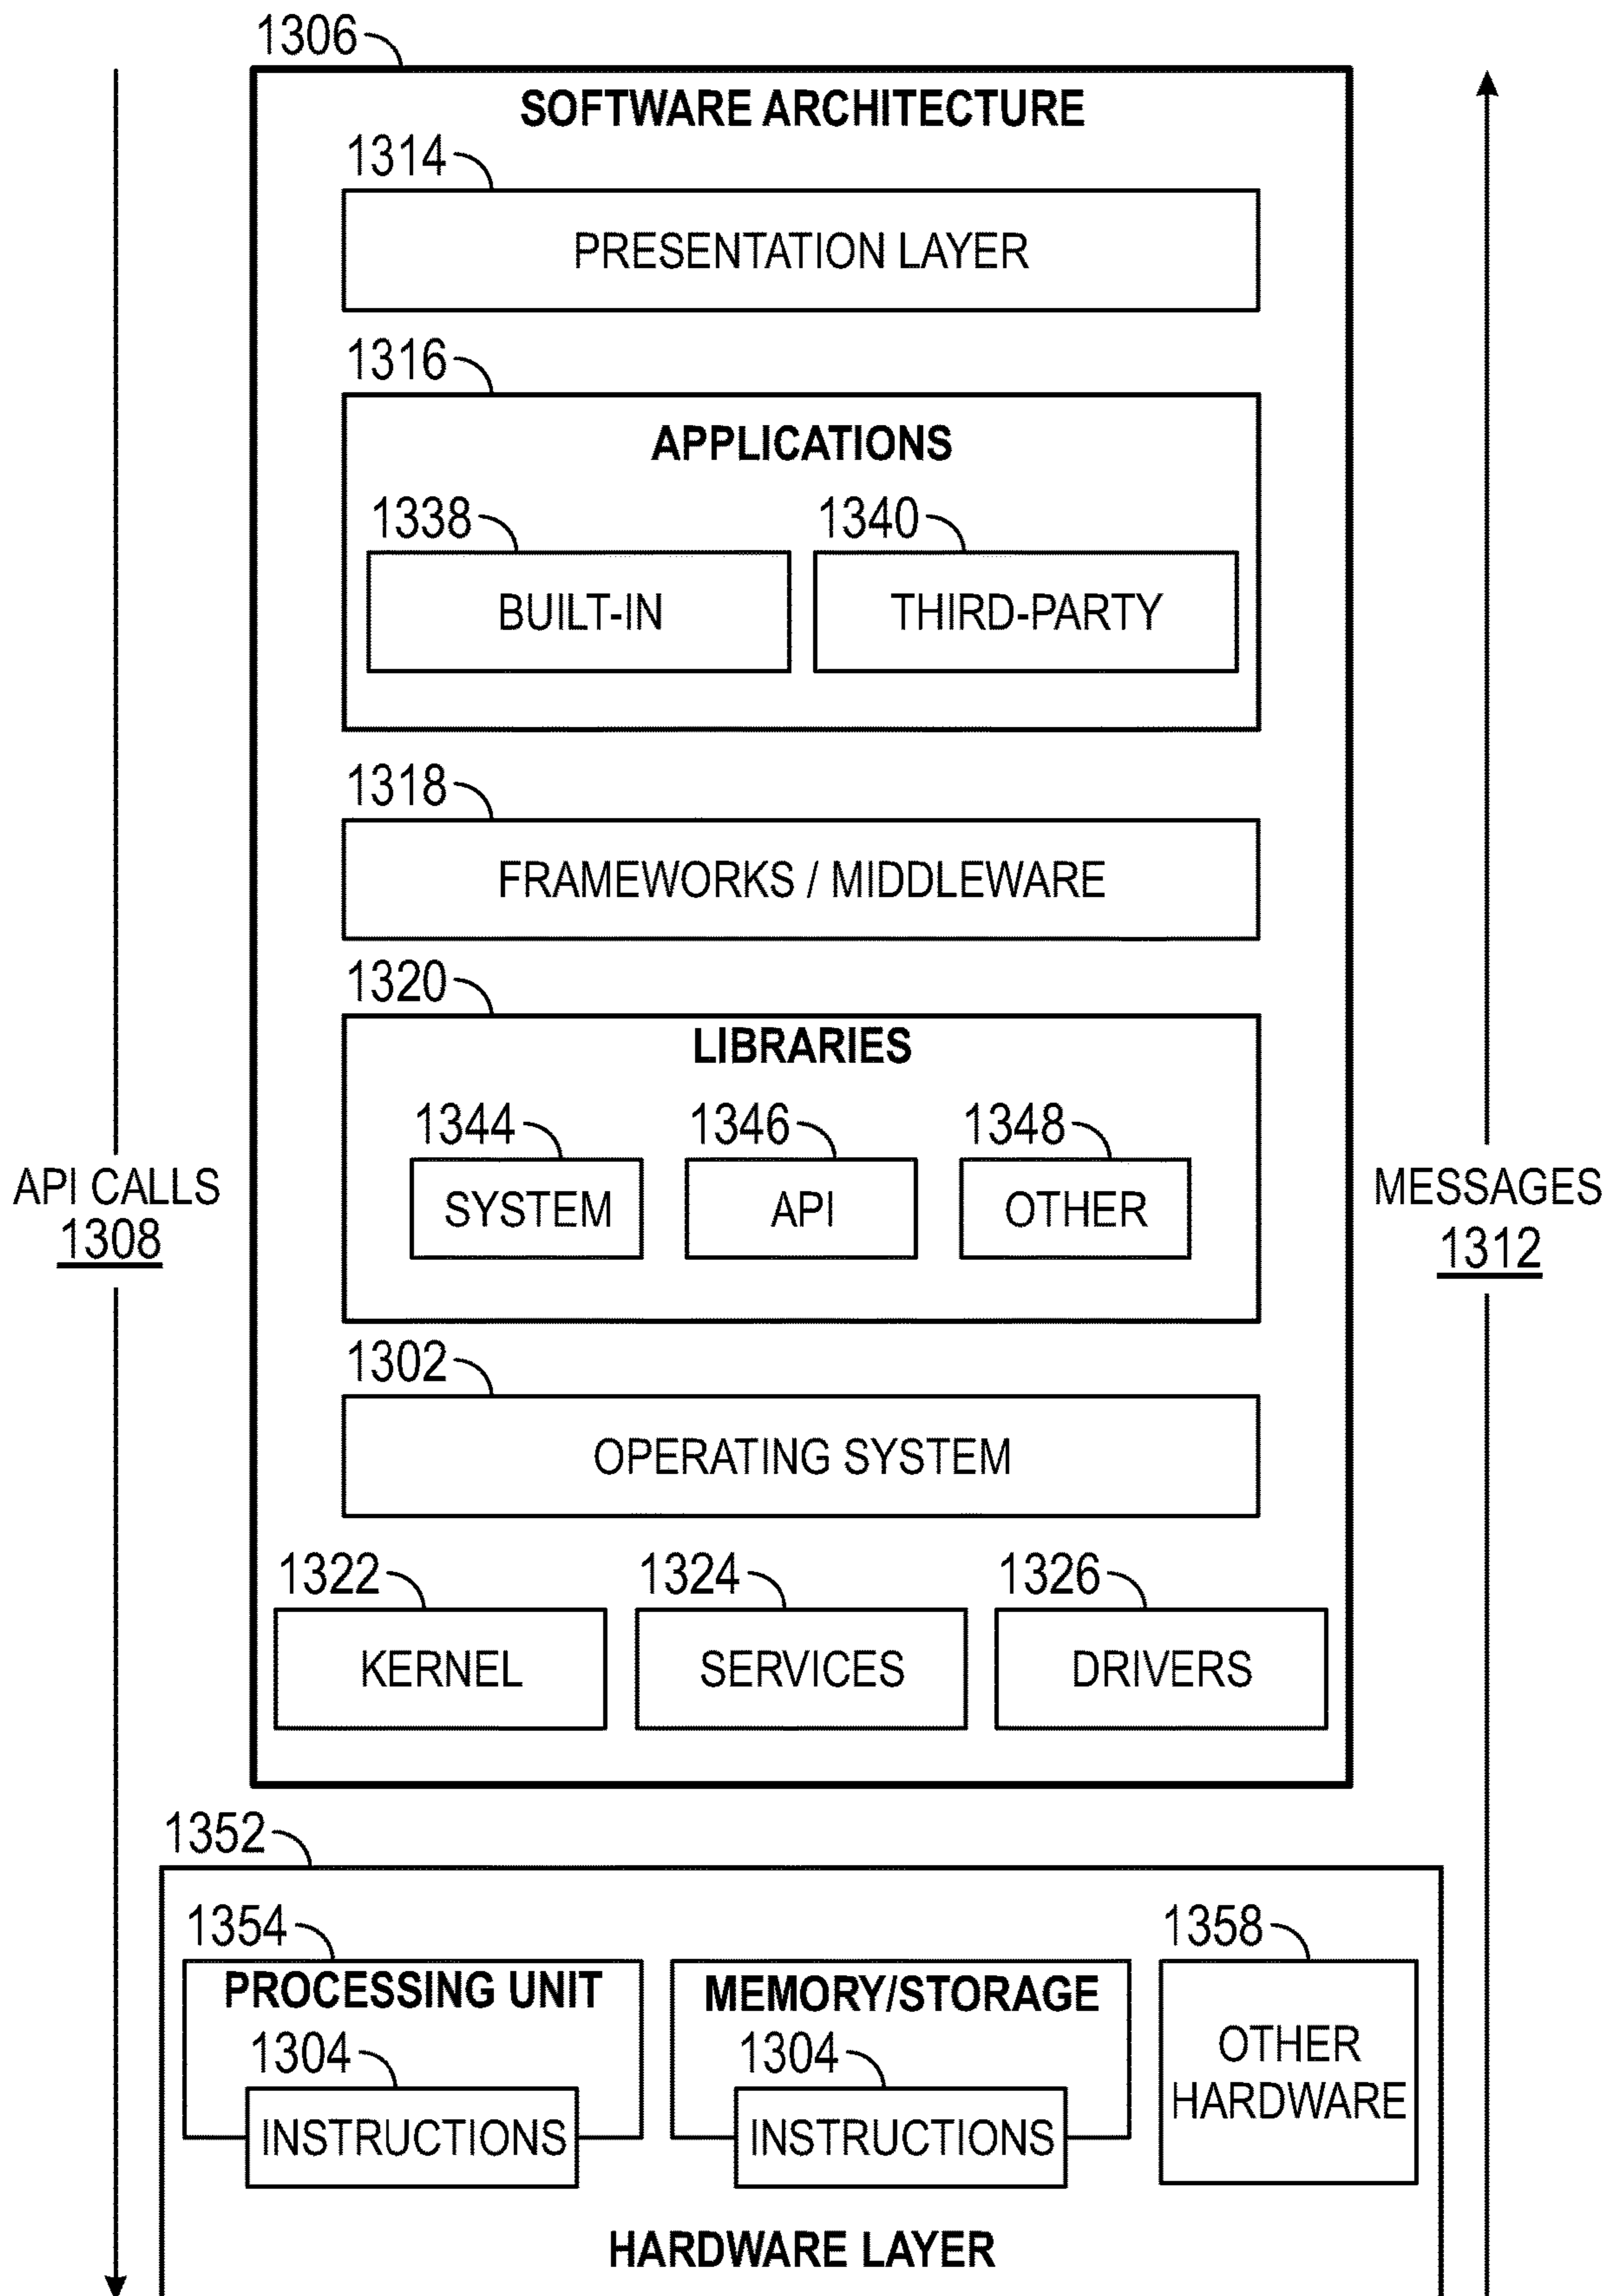 1306
SOFTWARE ARCHITECTURE
1314
PRESENTATION LAYER
1316
APPLICATIONS
1338
1340
BUILT-IN
THIRD-PARTY
1318
FRAMEWORKS / MIDDLEWARE
1320
LIBRARIES
1344
1346
1348
SYSTEM
API
OTHER
API CALLS
1308
MESSAGES
1312
1302
OPERATING SYSTEM
1322
1324
1326
KERNEL
SERVICES
DRIVERS
1352
1354
1358
PROCESSING UNIT
MEMORY/STORAGE
1304
1304
OTHER
HARDWARE
INSTRUCTIONS
INSTRUCTIONS
HARDWARE LAYER